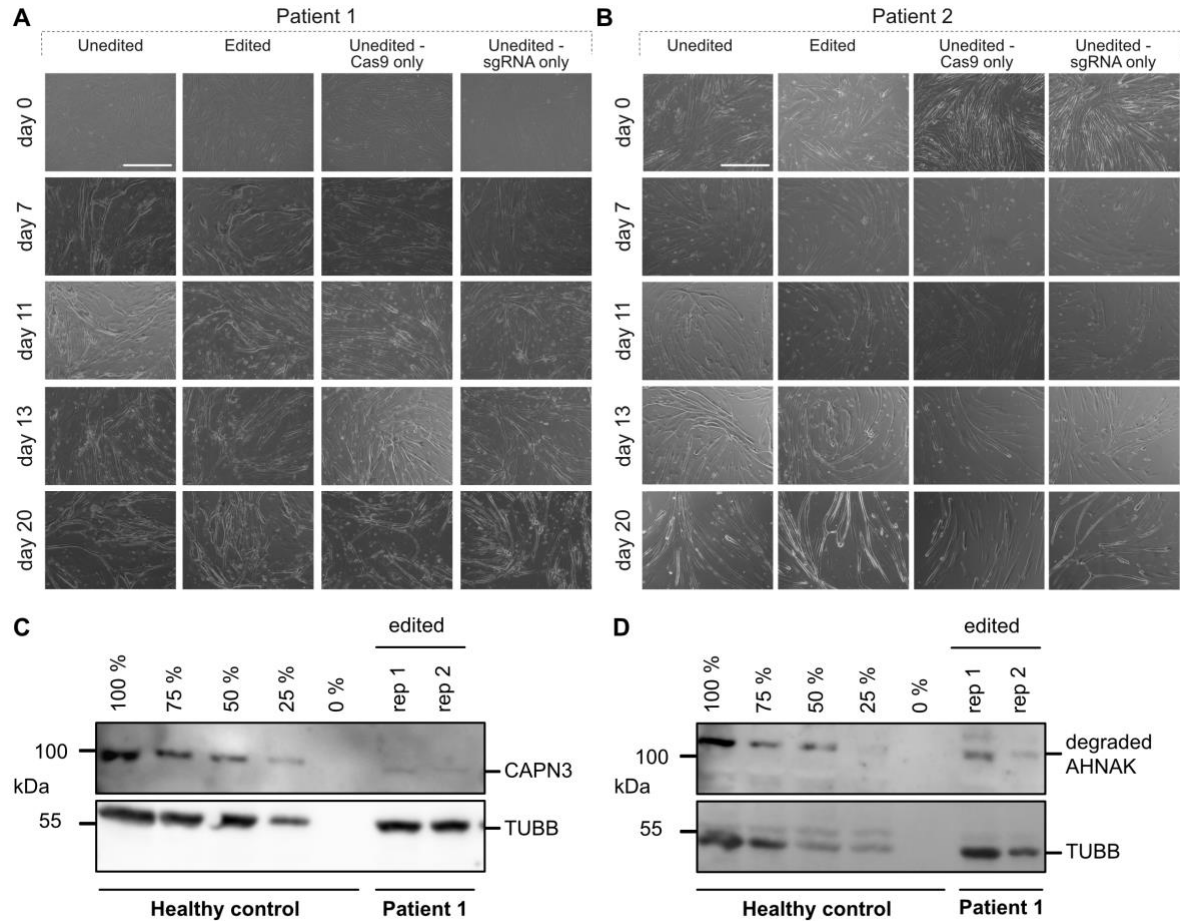 A
Patient 1
Unedited
Edited
Unedited -
Cas9 only
Unedited -
sgRNA only
day 0
day 7
day 11
day 13
day 20
B
Patient 2
Unedited
Edited
Unedited -
Cas9 only
Unedited -
sgRNA only
day 0
day 7
day 11
day 13
day 20
C
edited
100 %
75 %
50 %
25 %
0 %
rep 1
rep 2
100
kDa
CAPN3
55
TUBB
Healthy control
Patient 1
D
edited
100 %
75 %
50 %
25 %
0 %
rep 1
rep 2
100
kDa
degraded
AHNAK
55
TUBB
Healthy control
Patient 1